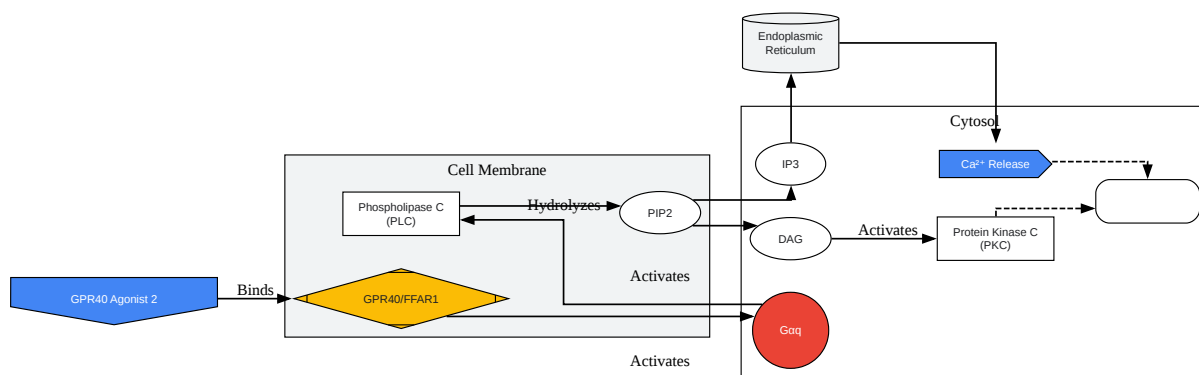 Endoplasmic
Reticulum
Cytosol
Cell Membrane
IP3
Ca²⁺ Release
Phospholipase C
(PLC)
Hydrolyzes
PIP2
DAG
Activates
Protein Kinase C
(PKC)
Activates
GPR40 Agonist 2
Binds
GPR40/FFAR1
Gαq
Activates